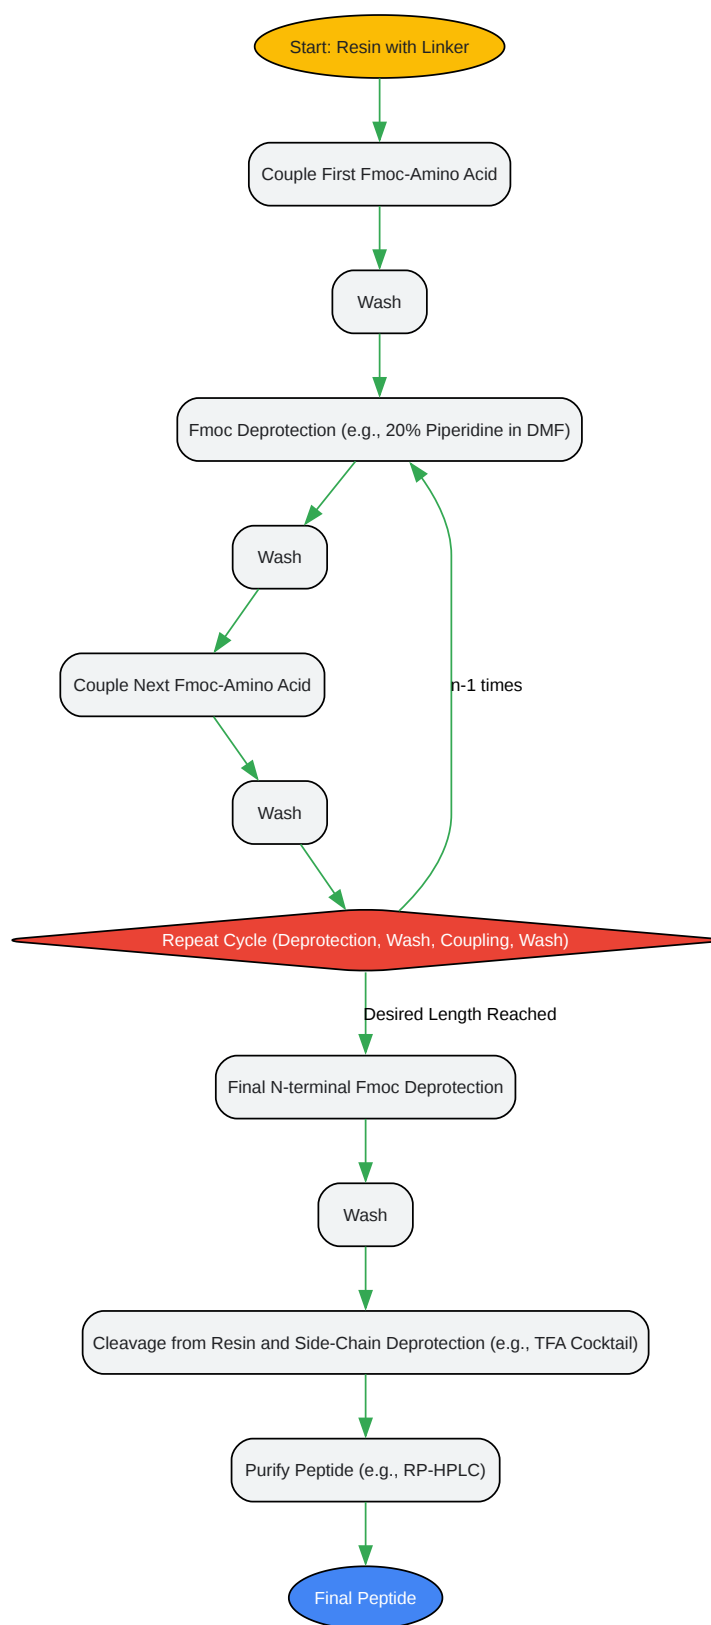 Start: Resin with Linker
Couple First Fmoc-Amino Acid
Wash
Fmoc Deprotection (e.g., 20% Piperidine in DMF)
Wash
Couple Next Fmoc-Amino Acid
n-1 times
Wash
Repeat Cycle (Deprotection, Wash, Coupling, Wash)
Desired Length Reached
Final N-terminal Fmoc Deprotection
Wash
Cleavage from Resin and Side-Chain Deprotection (e.g., TFA Cocktail)
Purify Peptide (e.g., RP-HPLC)
Final Peptide